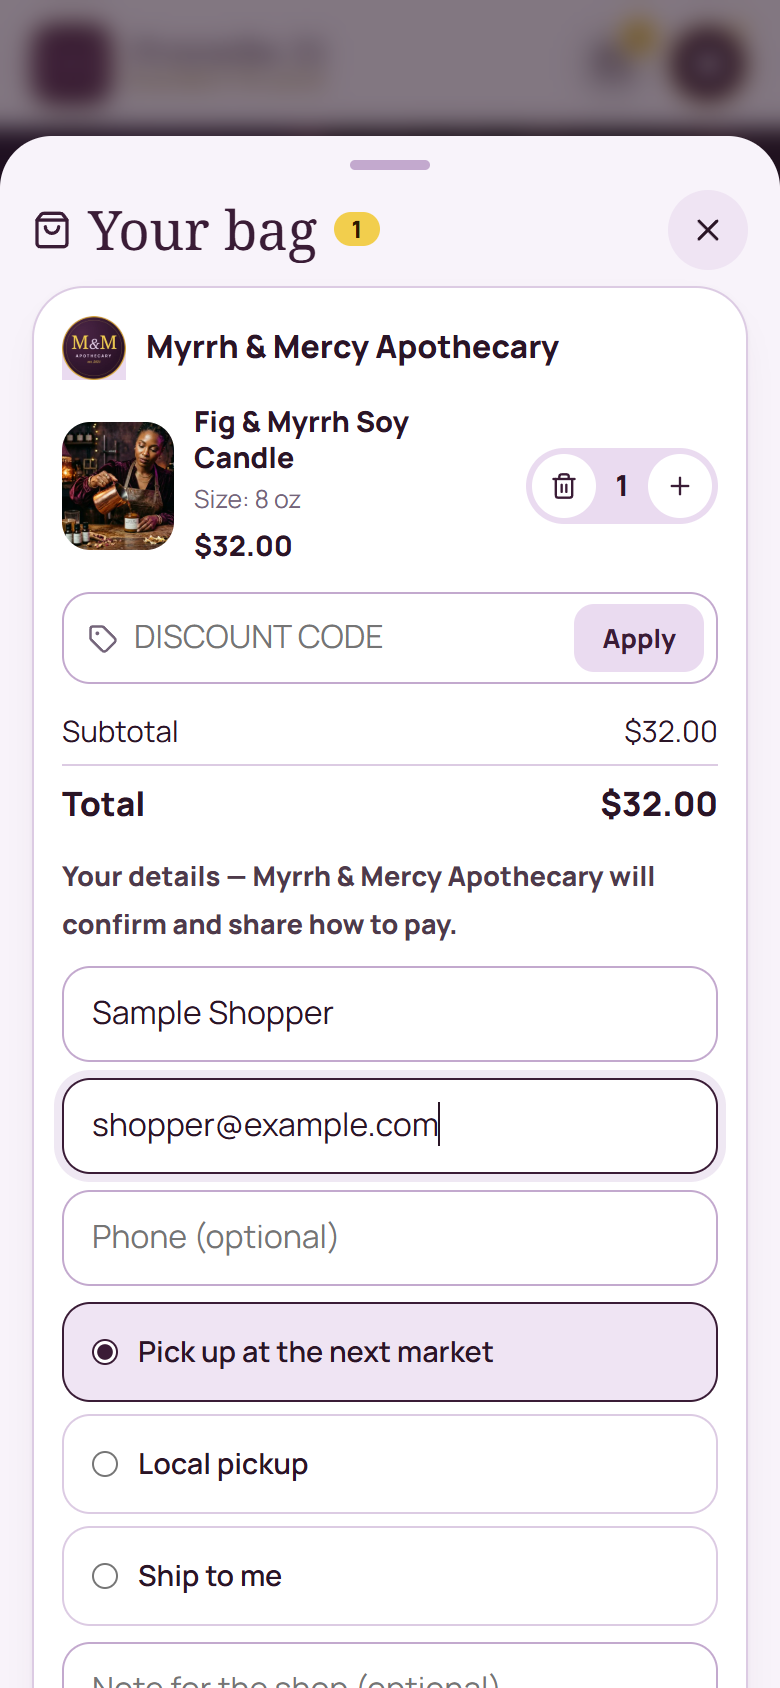 Your bag 1
M&M
APOTHECARY
Myrrh & Mercy Apothecary
Fig & Myrrh Soy
Candle
Size: 8 oz
$32.00
1
DISCOUNT CODE
Apply
Subtotal $32.00
Total $32.00
Your details — Myrrh & Mercy Apothecary will
confirm and share how to pay.
Sample Shopper
shopper@example.com
Phone (optional)
Pick up at the next market
Local pickup
Ship to me
Note for the shop (optional)